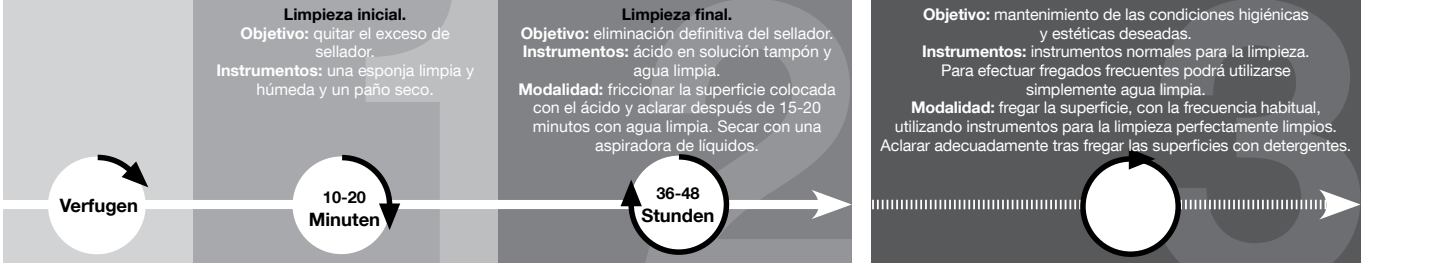 Limpieza inicial.
Objetivo: quitar el exceso de
sellador.
Instrumentos: una esponja limpia y
húmeda y un paño seco.
Limpieza final.
Objetivo: eliminación definitiva del sellador.
Instrumentos: ácido en solución tampón y
agua limpia.
Modalidad: friccionar la superficie colocada
con el ácido y aclarar después de 15-20
minutos con agua limpia. Secar con una
aspiradora de líquidos.
Objetivo: mantenimiento de las condiciones higiénicas
y estéticas deseadas.
Instrumentos: instrumentos normales para la limpieza.
Para efectuar fregados frecuentes podrá utilizarse
simplemente agua limpia.
Modalidad: fregar la superficie, con la frecuencia habitual,
utilizando instrumentos para la limpieza perfectamente limpios.
Aclarar adecuadamente tras fregar las superficies con detergentes.
1
2
3
Verfugen
10-20
Minuten
36-48
Stunden